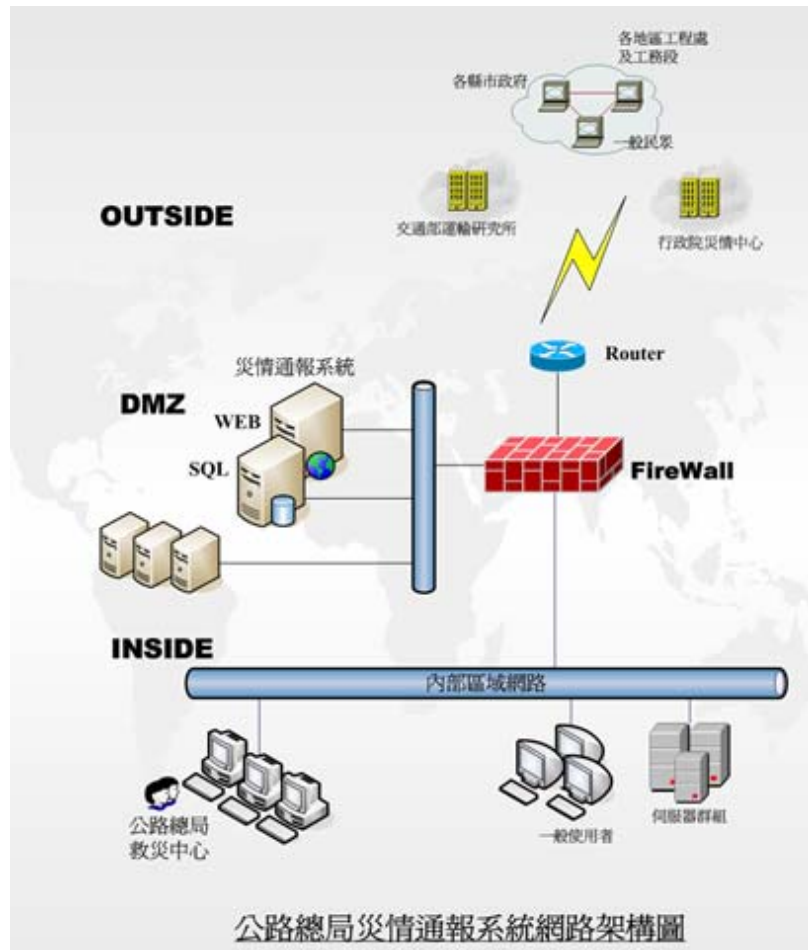 各地區工程處
及工務段
各縣市政府
一般民眾
交通部運輸研究所
行政院災情中心
OUTSIDE
Router
災情通報系統
DMZ
WEB
SQL
FireWall
INSIDE
內部區域網路
公路總局
救災中心
一般使用者
伺服器群組
公路總局災情通報系統網路架構圖